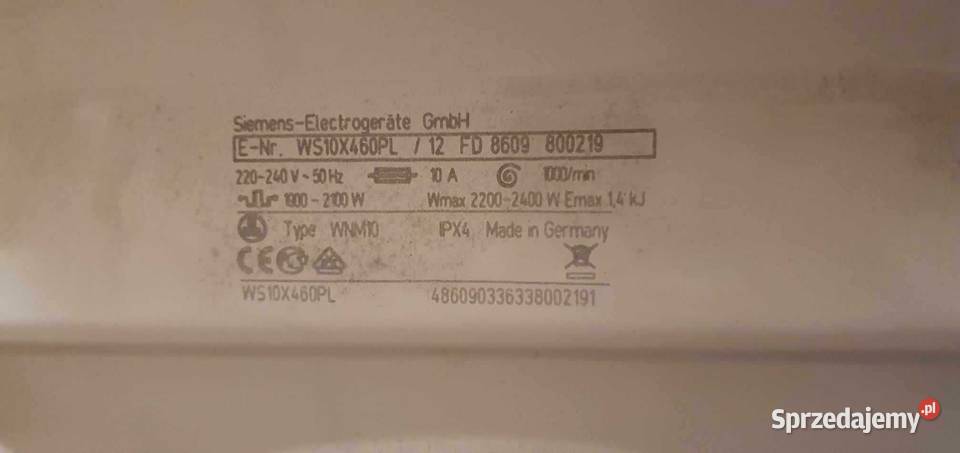 Siemens-Electrogeräte GmbH
E-Nr. WS10X460PL / 12 FD 8609 800219
220-240 V ~ 50 Hz 10 A 1000/min
1900 - 2100 W Wmax 2200-2400 W Emax 1,4 kJ
Type WNM10 IPX4 Made in Germany
CE
WS10X460PL 486090336338002191
Sprzedajemy.pl